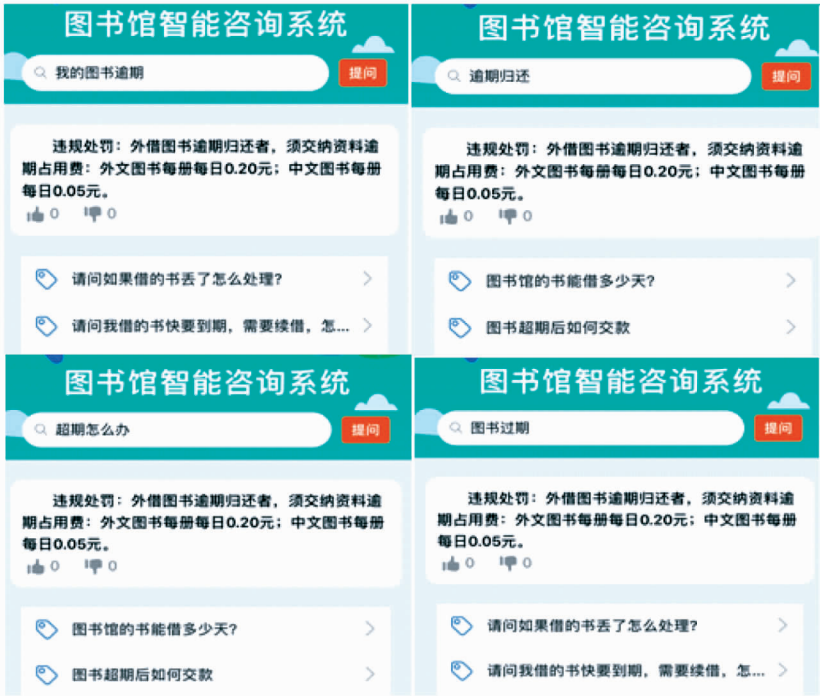 图书馆智能咨询系统
我的图书逾期
提问
违规处罚：外借图书逾期归还者，须交纳资料逾
期占用费：外文图书每册每日0.20元；中文图书每册
每日0.05元。
0 0
请问如果借的书丢了怎么处理？
请问我借的书快要到期，需要续借，怎...
图书馆智能咨询系统
逾期归还
提问
违规处罚：外借图书逾期归还者，须交纳资料逾
期占用费：外文图书每册每日0.20元；中文图书每册
每日0.05元。
0 0
图书馆的书能借多少天？
图书超期后如何交款
图书馆智能咨询系统
超期怎么办
提问
违规处罚：外借图书逾期归还者，须交纳资料逾
期占用费：外文图书每册每日0.20元；中文图书每册
每日0.05元。
0 0
图书馆的书能借多少天？
图书超期后如何交款
图书馆智能咨询系统
图书过期
提问
违规处罚：外借图书逾期归还者，须交纳资料逾
期占用费：外文图书每册每日0.20元；中文图书每册
每日0.05元。
0 0
请问如果借的书丢了怎么处理？
请问我借的书快要到期，需要续借，怎...